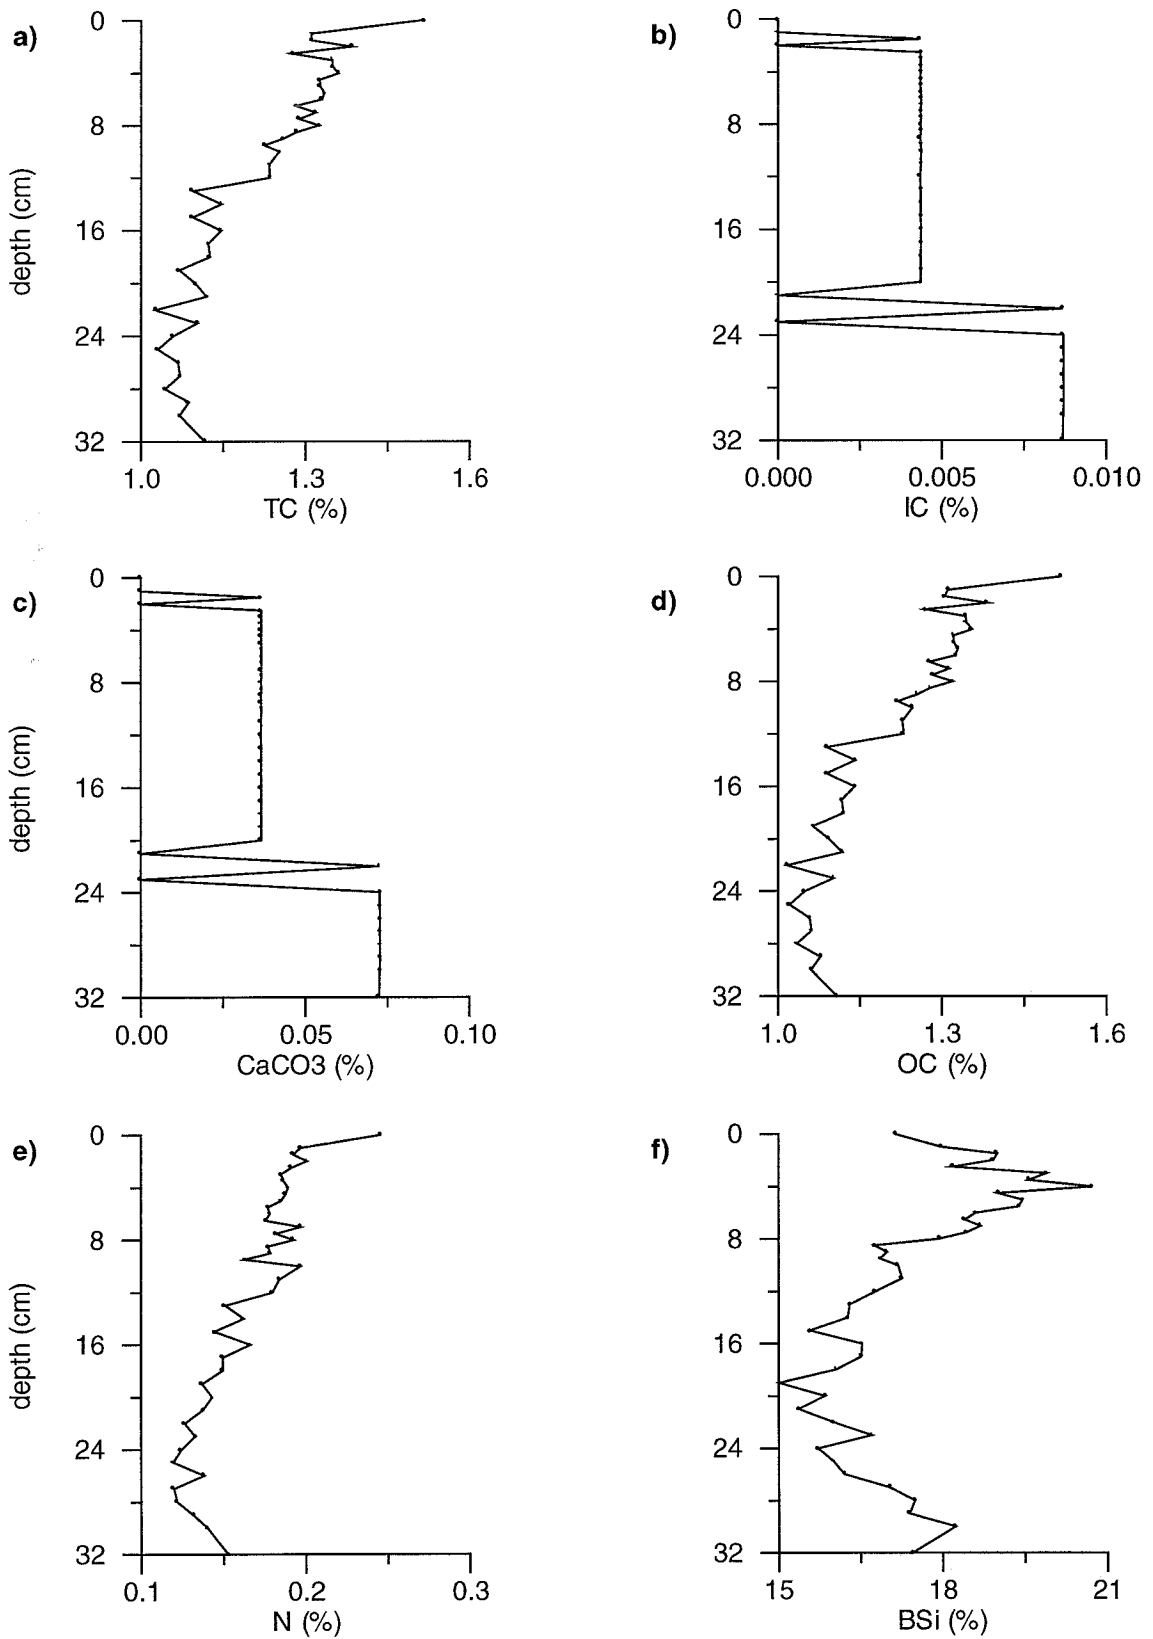 a)
0
8
16
24
32
depth (cm)
1.0 1.3 1.6
TC (%)
b)
0
8
16
24
32
0.000 0.005 0.010
IC (%)
c)
0
8
16
24
32
depth (cm)
0.00 0.05 0.10
CaCO3 (%)
d)
0
8
16
24
32
1.0 1.3 1.6
OC (%)
e)
0
8
16
24
32
depth (cm)
0.1 0.2 0.3
N (%)
f)
0
8
16
24
32
15 18 21
BSi (%)